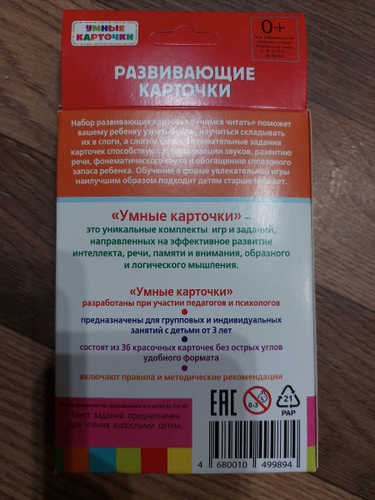 УМНЫЕ
КАРТОЧКИ
0+
РАЗВИВАЮЩИЕ
КАРТОЧКИ
Набор развивающих карточек «Учимся читать» поможет
вашему ребенку узнать буквы, научиться складывать
их в слоги, а слоги в слова. Занимательные задания
карточек способствуют автоматизации звуков, развитию
речи, фонематического слуха и обогащению словарного
запаса ребенка. Обучение в форме увлекательной игры
наилучшим образом подходит детям старше лет.
«Умные карточки» –
это уникальные комплекты игр и заданий,
направленных на эффективное развитие
интеллекта, речи, памяти и внимания, образного
и логического мышления.
«Умные карточки»
разработаны при участии педагогов и психологов
• предназначены для групповых и индивидуальных
занятий с детьми от 3 лет
• состоят из 36 красочных карточек без острых углов
удобного формата
• включают правила и методические рекомендации
EAC
0-3
21
PAP
Текст заданий предназначен
для чтения взрослыми детям.
4 680010 499894 >